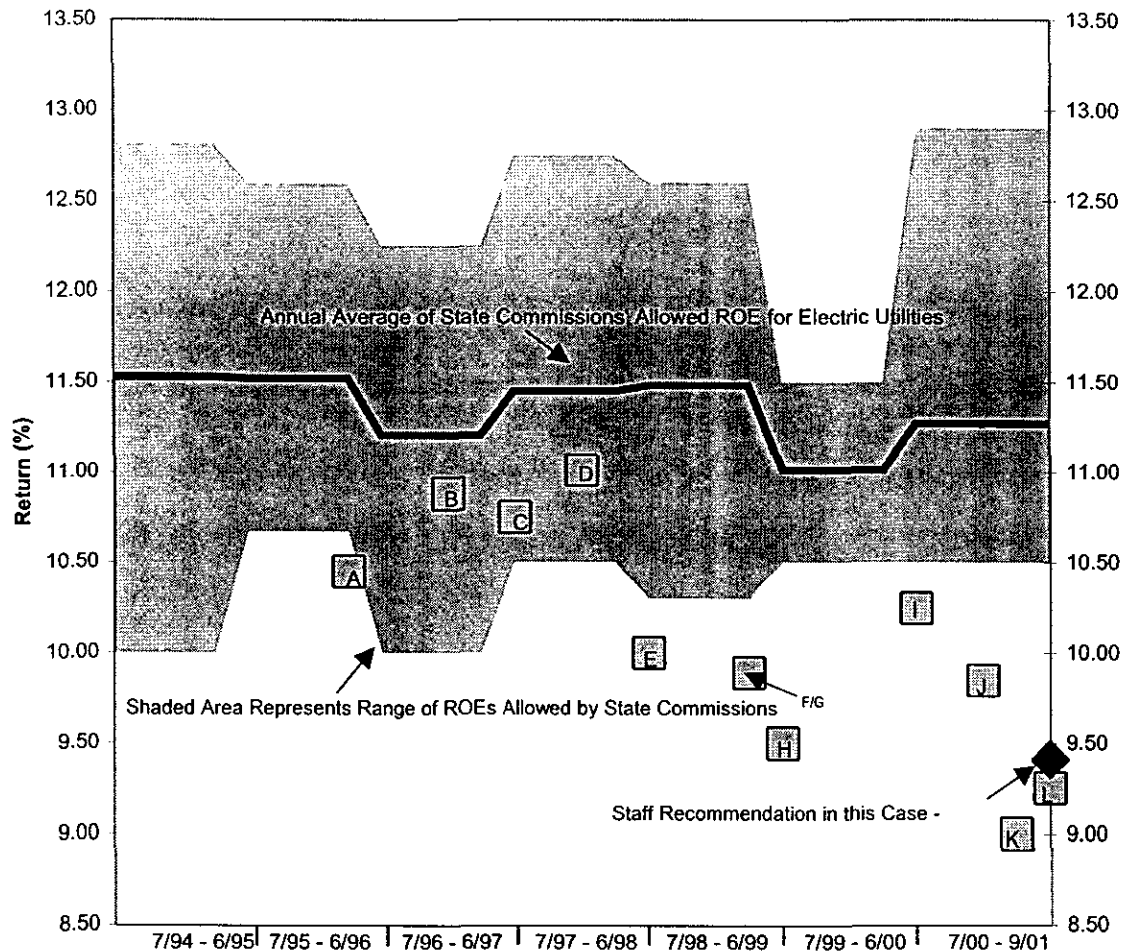 13.50 13.50
13.00 13.00
12.50 12.50
12.00 12.00
Annual Average of State Commissions' Allowed ROE for Electric Utilities
11.50 11.50
Return (%)
11.00 11.00
D
B
C
10.50 10.50
A
I
10.00 10.00
E
J
F/G
Shaded Area Represents Range of ROEs Allowed by State Commissions
9.50 9.50
H
Staff Recommendation in this Case -
L
9.00 9.00
K
8.50 8.50
7/94 - 6/95 7/95 - 6/96 7/96 - 6/97 7/97 - 6/98 7/98 - 6/99 7/99 - 6/00 7/00 - 9/01